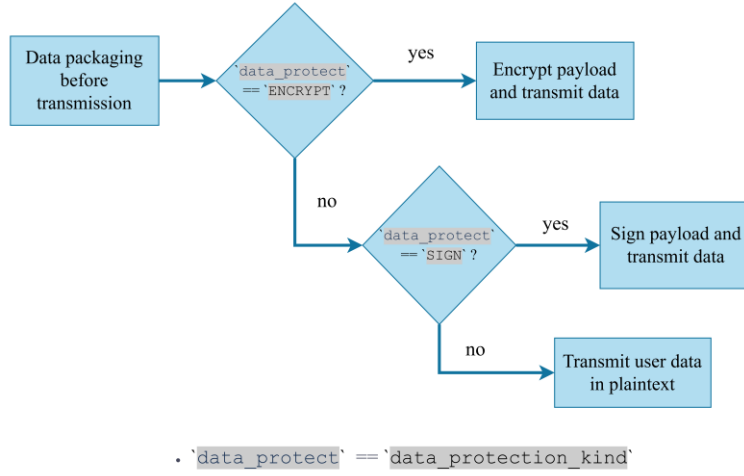 Data packaging
before
transmission
`data_protect`
== `ENCRYPT` ?
yes
Encrypt payload
and transmit data
no
`data_protect`
== `SIGN` ?
yes
Sign payload and
transmit data
no
Transmit user data
in plaintext
• `data_protect` == `data_protection_kind`